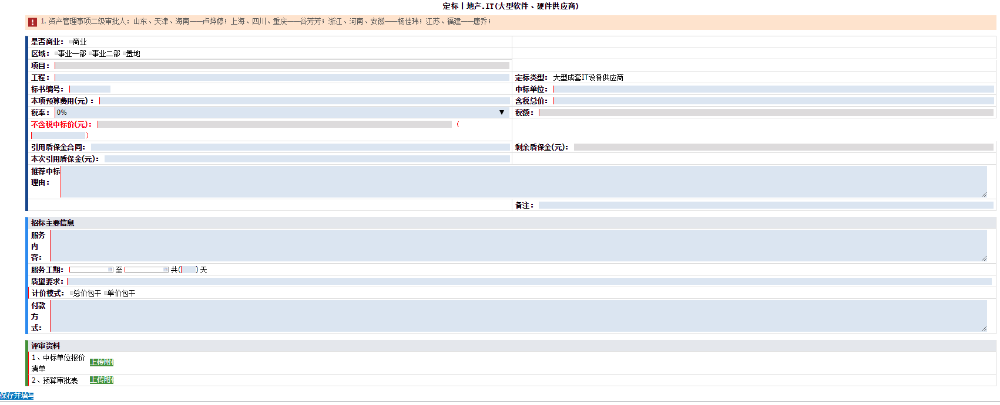 定标丨地产.IT(大型软件、硬件供应商)
1. 资产管理事项二级审批人：山东、天津、海南——卢烨婷；上海、四川、重庆——谷芳芳；浙江、河南、安徽——杨佳玮；江苏、福建——唐乔；
是否商业： 商业
区域： 事业一部 事业二部 置地
项目：
工程： 定标类型： 大型成套IT设备供应商
标书编号： 中标单位：
本项预算费用(元)： 含税总价：
税率： 0% 税额：
不含税中标价(元)： (
)
引用质保金合同： 剩余质保金(元)：
本次引用质保金(元)：
推荐中标
理由：
备注：
招标主要信息
服务
内
容：
服务工期： 至 共( ) 天
质量要求：
计价模式： 总价包干 单价包干
付款
方
式：
评审资料
1、中标单位报价
清单 上传附
2、预算审批表 上传附
保存并填写